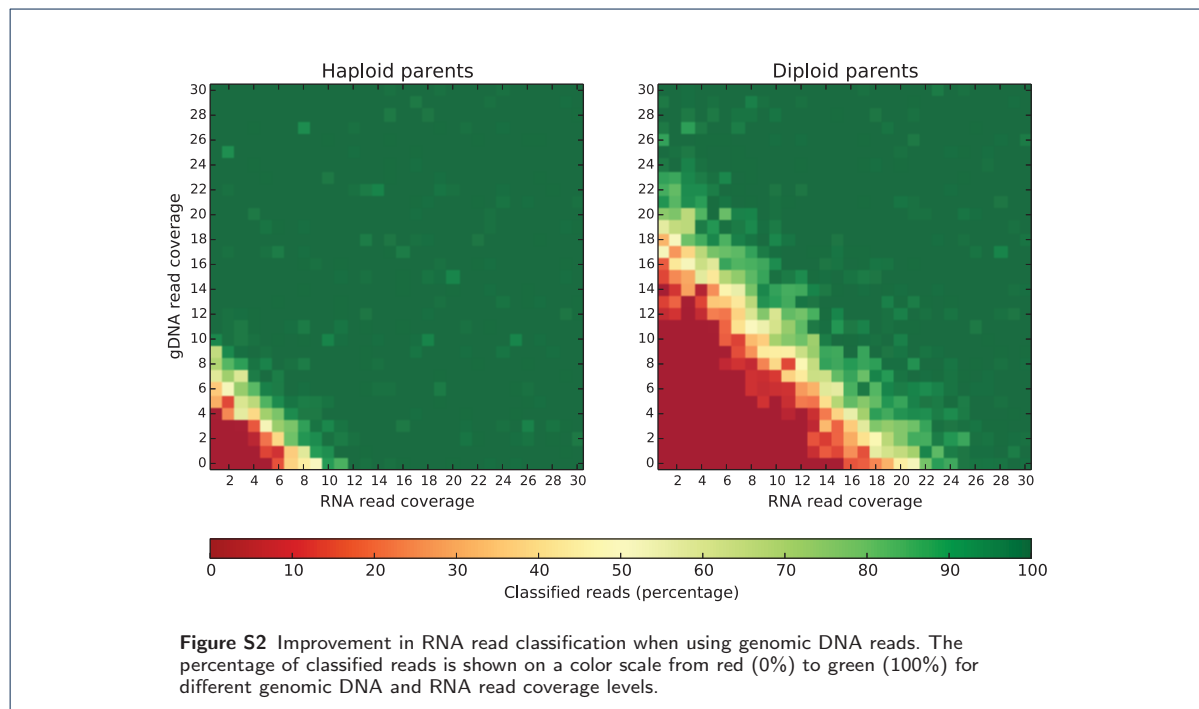 Haploid parents
Diploid parents
gDNA read coverage
30
28
26
24
22
20
18
16
14
12
10
8
6
4
2
0
2 4 6 8 10 12 14 16 18 20 22 24 26 28 30
RNA read coverage
30
28
26
24
22
20
18
16
14
12
10
8
6
4
2
0
2 4 6 8 10 12 14 16 18 20 22 24 26 28 30
RNA read coverage
0 10 20 30 40 50 60 70 80 90 100
Classified reads (percentage)
Figure S2 Improvement in RNA read classification when using genomic DNA reads. The
percentage of classified reads is shown on a color scale from red (0%) to green (100%) for
different genomic DNA and RNA read coverage levels.